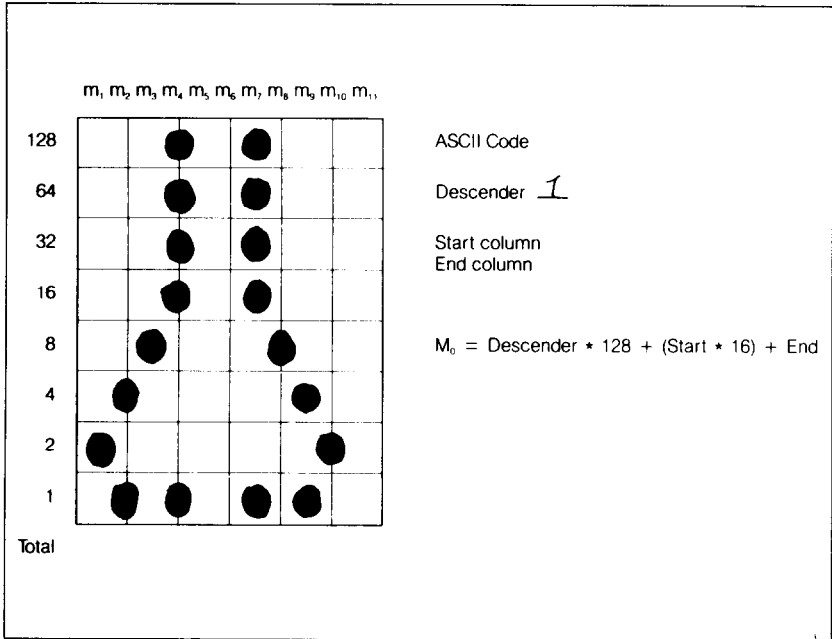 m₁ m₂ m₃ m₄ m₅ m₆ m₇ m₈ m₉ m₁₀ m₁₁
128 ASCII Code
64 Descender 1
32 Start column
End column
16
8 M₀ = Descender * 128 + (Start * 16) + End
4
2
1
Total